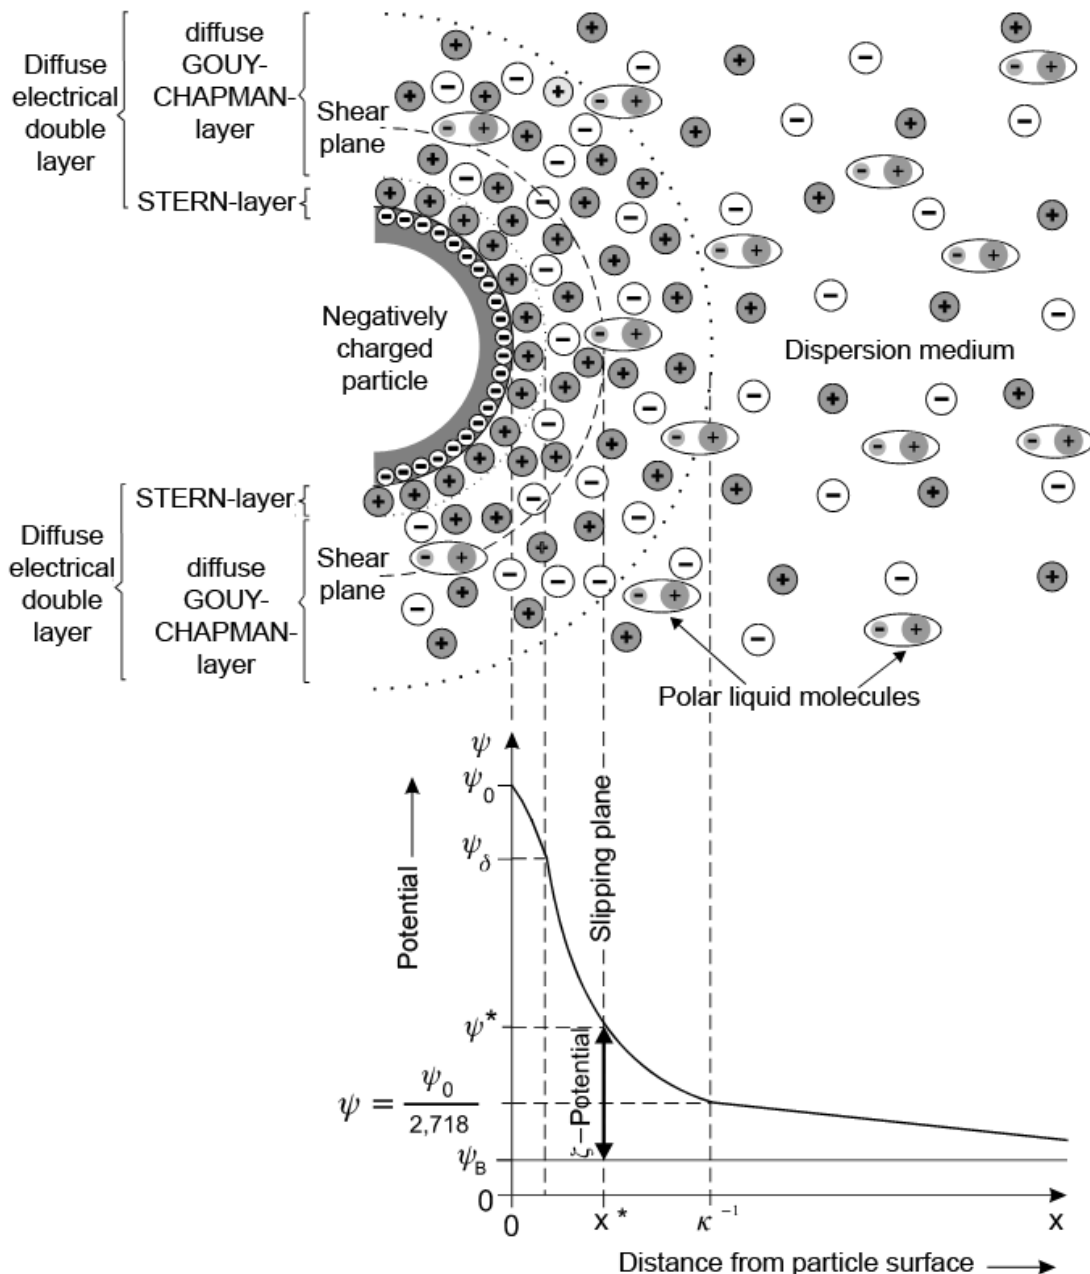 Diffuse
electrical
double
layer
diffuse
GOUY-
CHAPMAN-
layer
Shear
plane
STERN-layer
Negatively
charged
particle
Dispersion medium
STERN-layer
Diffuse
electrical
double
layer
diffuse
GOUY-
CHAPMAN-
layer
Shear
plane
Polar liquid molecules
ψ
ψ₀
ψδ
Potential
Slipping plane
ψ*
ζ–Potential
ψ = ψ₀ / 2,718
ψB
0
0
x*
κ⁻¹
x
Distance from particle surface